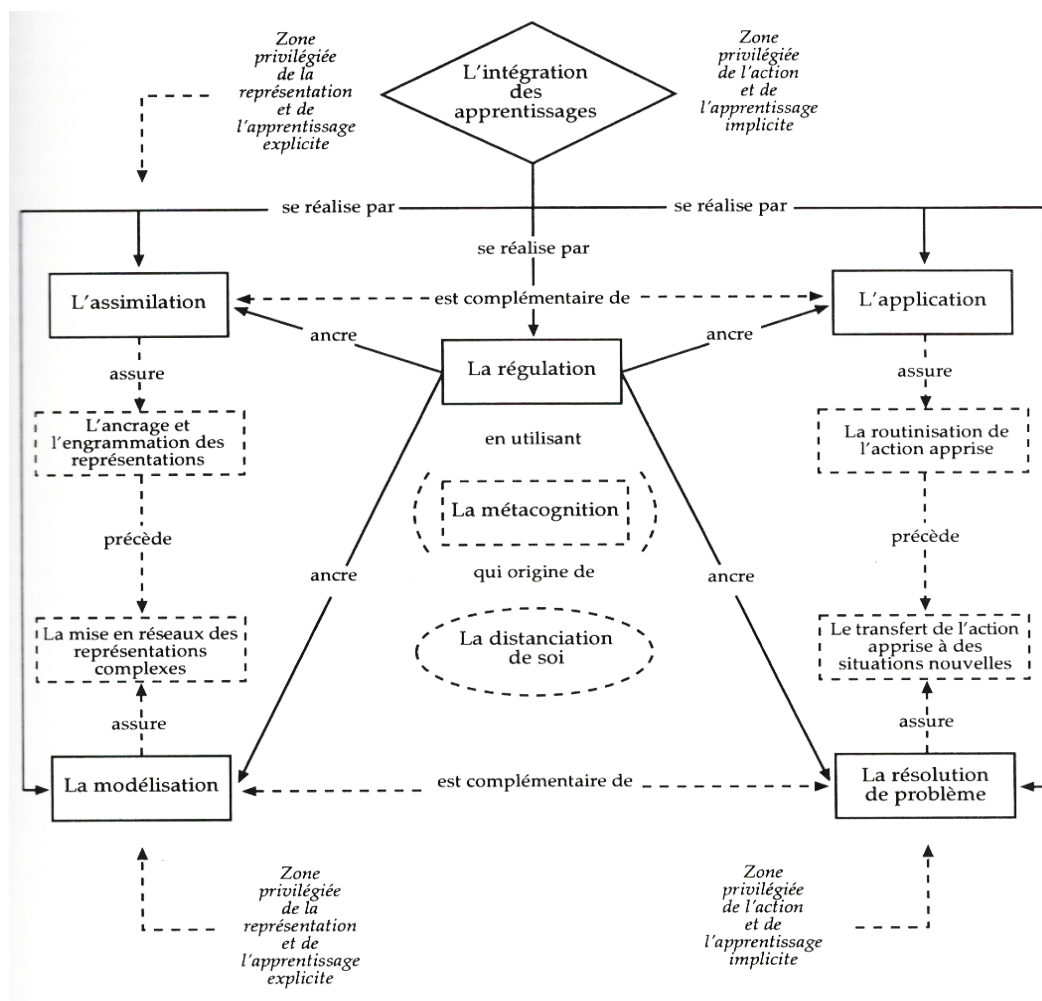 Zone
privilégiée
de la
représentation
et de
l'apprentissage
explicite
L'intégration
des
apprentissages
Zone
privilégiée
de l'action
et de
l'apprentissage
implicite
se réalise par
se réalise par
se réalise par
L'assimilation
est complémentaire de
L'application
ancre
ancre
La régulation
assure
assure
L'ancrage et
l'engrammation des
représentations
en utilisant
La routinisation de
l'action apprise
La métacognition
précède
précède
qui origine de
ancre
ancre
La mise en réseaux des
représentations
complexes
La distanciation
de soi
Le transfert de l'action
apprise à des
situations nouvelles
assure
assure
La modélisation
est complémentaire de
La résolution
de problème
Zone
privilégiée
de la
représentation
et de
l'apprentissage
explicite
Zone
privilégiée
de l'action
et de
l'apprentissage
implicite